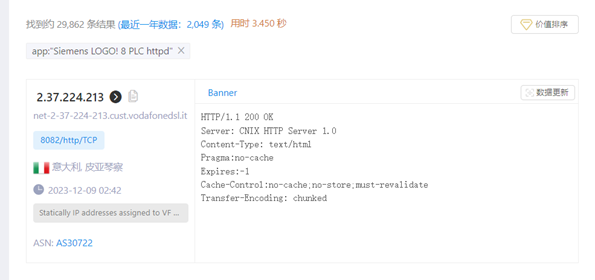 找到约 29,862 条结果 (最近一年数据：2,049 条) 用时 3.450 秒
价值排序
app:"Siemens LOGO! 8 PLC httpd" ×
2.37.224.213
net-2-37-224-213.cust.vodafonedsl.it
8082/http/TCP
意大利, 皮亚琴察
2023-12-09 02:42
Statically IP addresses assigned to VF ...
ASN: AS30722
Banner
数据更新
HTTP/1.1 200 OK
Server: CNIX HTTP Server 1.0
Content-Type: text/html
Pragma:no-cache
Expires:-1
Cache-Control:no-cache,no-store,must-revalidate
Transfer-Encoding: chunked